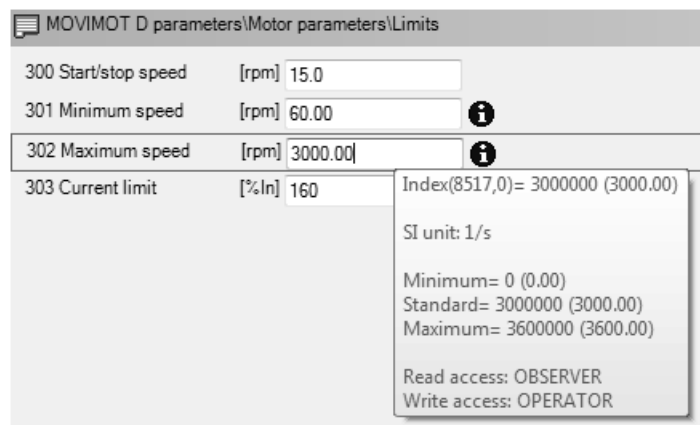 MOVIMOT D parameters\Motor parameters\Limits
300 Start/stop speed [rpm] 15.0
301 Minimum speed [rpm] 60.00
302 Maximum speed [rpm] 3000.00
303 Current limit [%In] 160
Index(8517,0)= 3000000 (3000.00)
SI unit: 1/s
Minimum= 0 (0.00)
Standard= 3000000 (3000.00)
Maximum= 3600000 (3600.00)
Read access: OBSERVER
Write access: OPERATOR